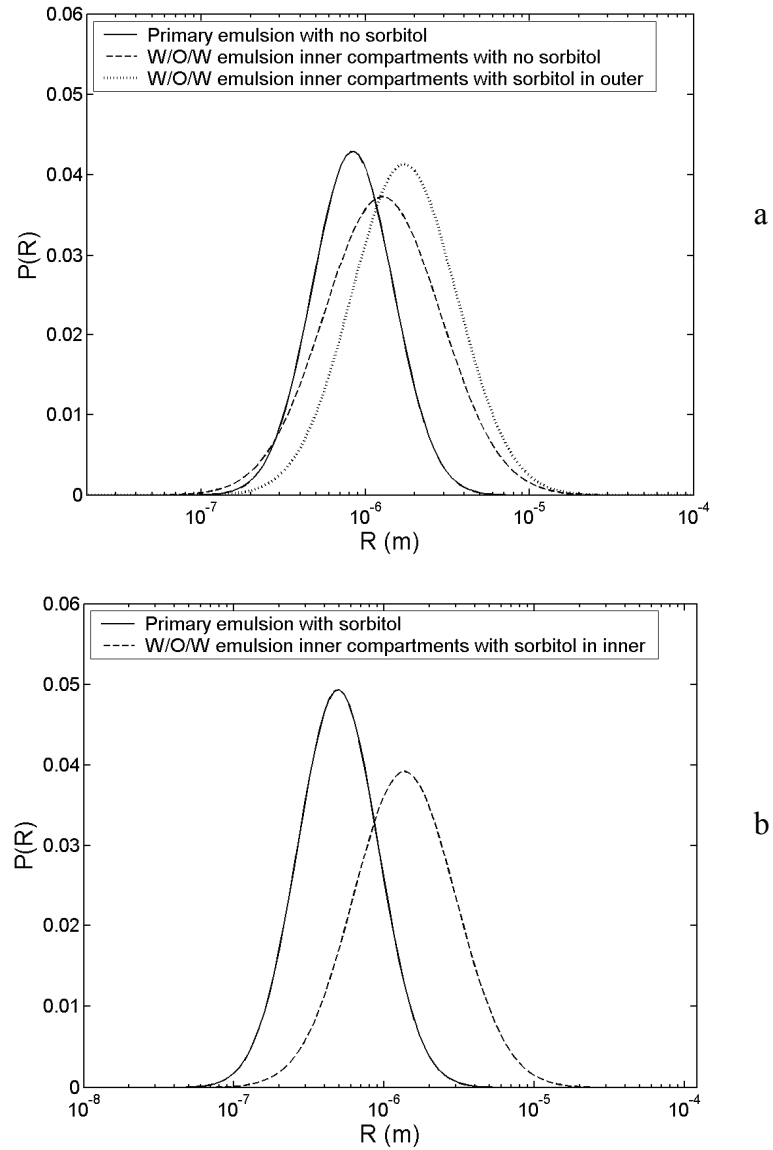 0.06
Primary emulsion with no sorbitol
W/O/W emulsion inner compartments with no sorbitol
W/O/W emulsion inner compartments with sorbitol in outer
0.05
0.04
0.03
0.02
0.01
0
P(R)
10-7
10-6
10-5
10-4
R (m)
a
0.06
Primary emulsion with sorbitol
W/O/W emulsion inner compartments with sorbitol in inner
0.05
0.04
0.03
0.02
0.01
0
P(R)
10-8
10-7
10-6
10-5
10-4
R (m)
b